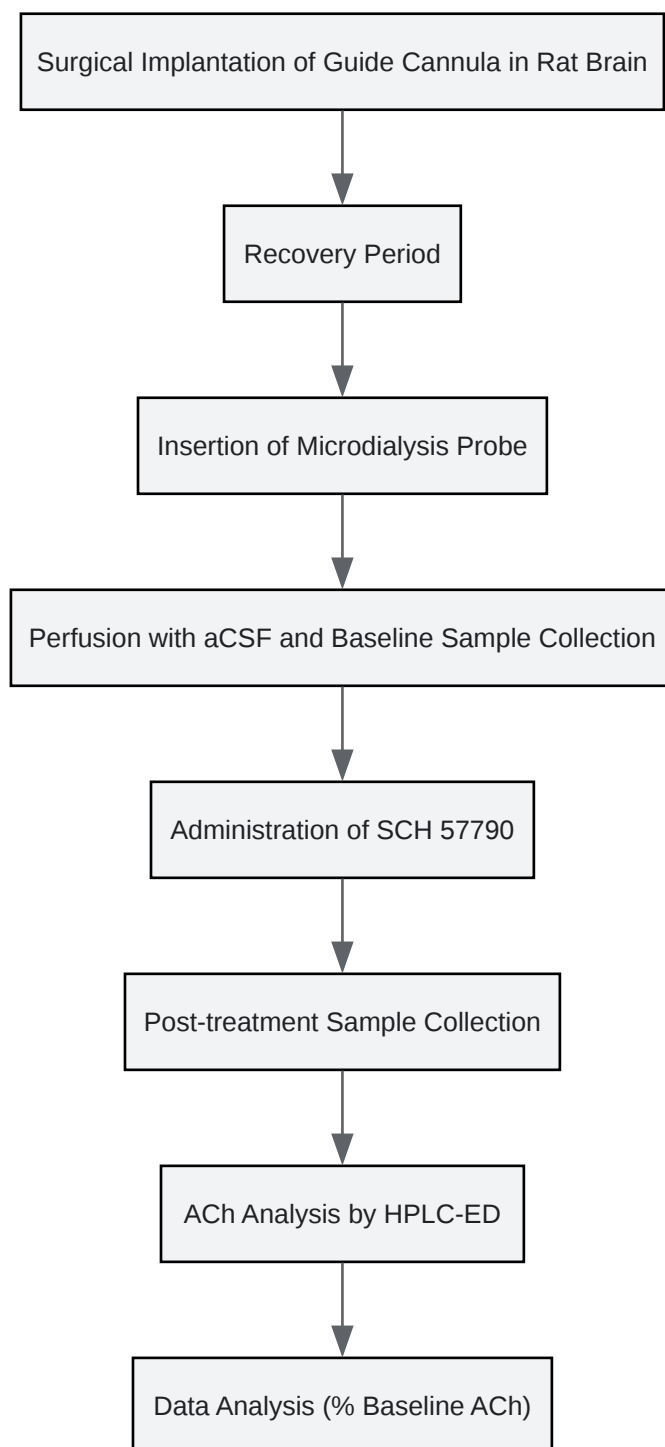 Surgical Implantation of Guide Cannula in Rat Brain
Recovery Period
Insertion of Microdialysis Probe
Perfusion with aCSF and Baseline Sample Collection
Administration of SCH 57790
Post-treatment Sample Collection
ACh Analysis by HPLC-ED
Data Analysis (% Baseline ACh)